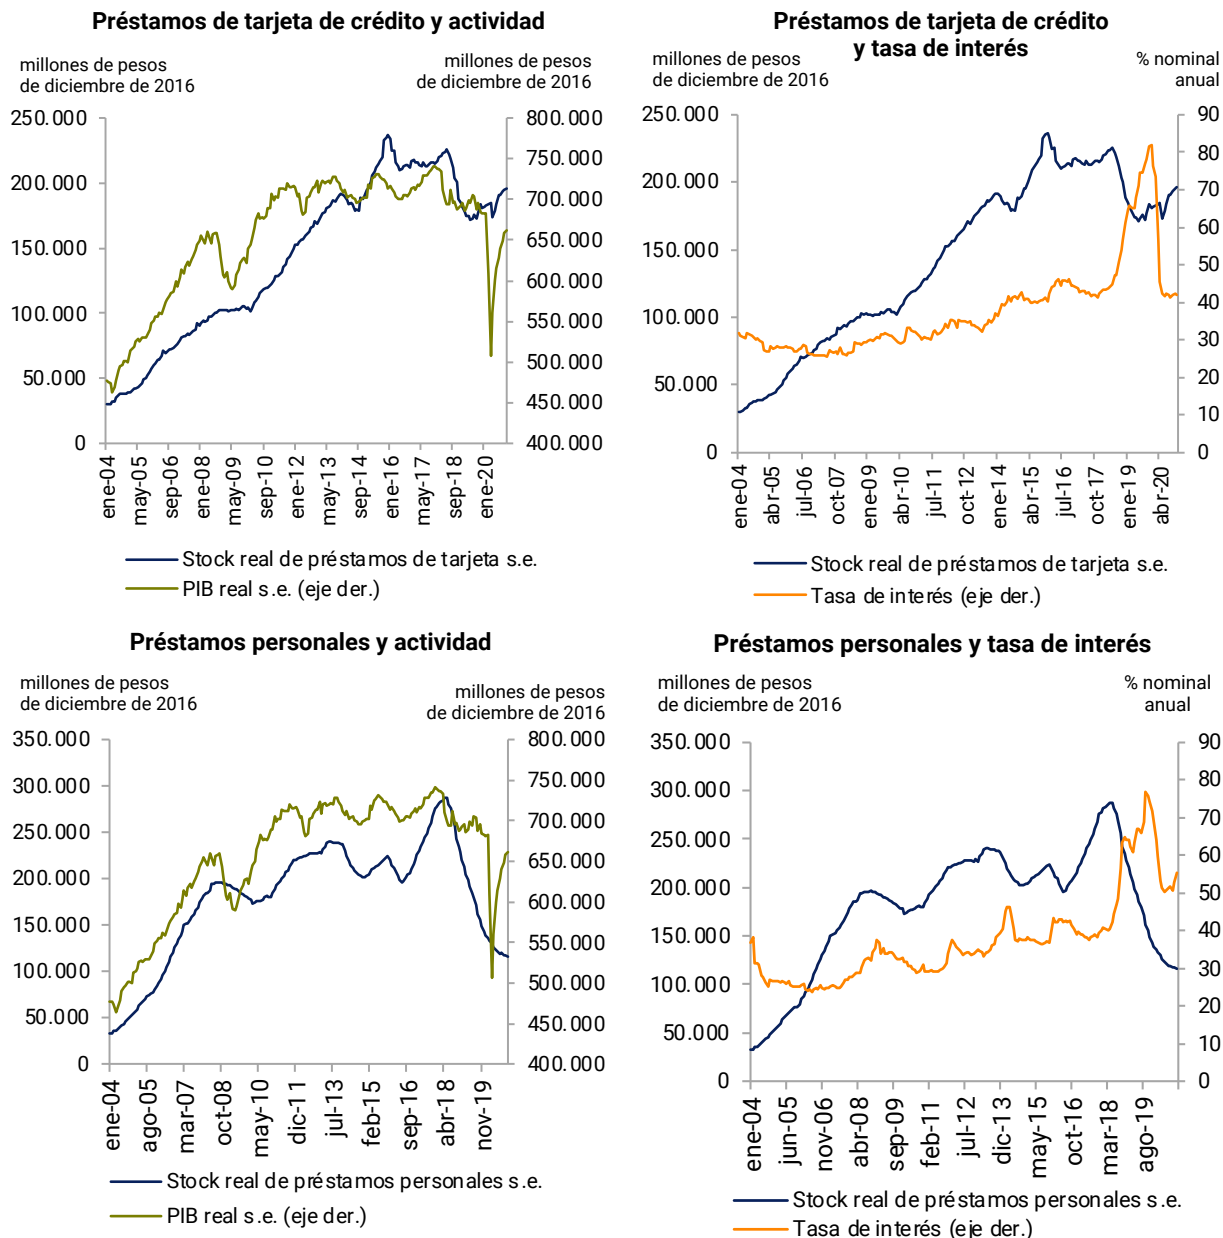 Préstamos de tarjeta de crédito y actividad
millones de pesos
de diciembre de 2016
millones de pesos
de diciembre de 2016
250.000
200.000
150.000
100.000
50.000
0
800.000
750.000
700.000
650.000
600.000
550.000
500.000
450.000
400.000
ene-04
may-05
sep-06
ene-08
may-09
sep-10
ene-12
may-13
sep-14
ene-16
may-17
sep-18
ene-20
Stock real de préstamos de tarjeta s.e.
PIB real s.e. (eje der.)
Préstamos de tarjeta de crédito
y tasa de interés
millones de pesos
de diciembre de 2016
% nominal
anual
250.000
200.000
150.000
100.000
50.000
0
90
80
70
60
50
40
30
20
10
0
ene-04
abr-05
jul-06
oct-07
ene-09
abr-10
jul-11
oct-12
ene-14
abr-15
jul-16
oct-17
ene-19
abr-20
Stock real de préstamos de tarjeta s.e.
Tasa de interés (eje der.)
Préstamos personales y actividad
millones de pesos
de diciembre de 2016
millones de pesos
de diciembre de 2016
350.000
300.000
250.000
200.000
150.000
100.000
50.000
0
800.000
750.000
700.000
650.000
600.000
550.000
500.000
450.000
400.000
ene-04
ago-05
mar-07
oct-08
may-10
dic-11
jul-13
feb-15
sep-16
abr-18
nov-19
Stock real de préstamos personales s.e.
PIB real s.e. (eje der.)
Préstamos personales y tasa de interés
millones de pesos
de diciembre de 2016
% nominal
anual
350.000
300.000
250.000
200.000
150.000
100.000
50.000
0
90
80
70
60
50
40
30
20
10
0
ene-04
jun-05
nov-06
abr-08
sep-09
feb-11
jul-12
dic-13
may-15
oct-16
mar-18
ago-19
Stock real de préstamos personales s.e.
Tasa de interés (eje der.)